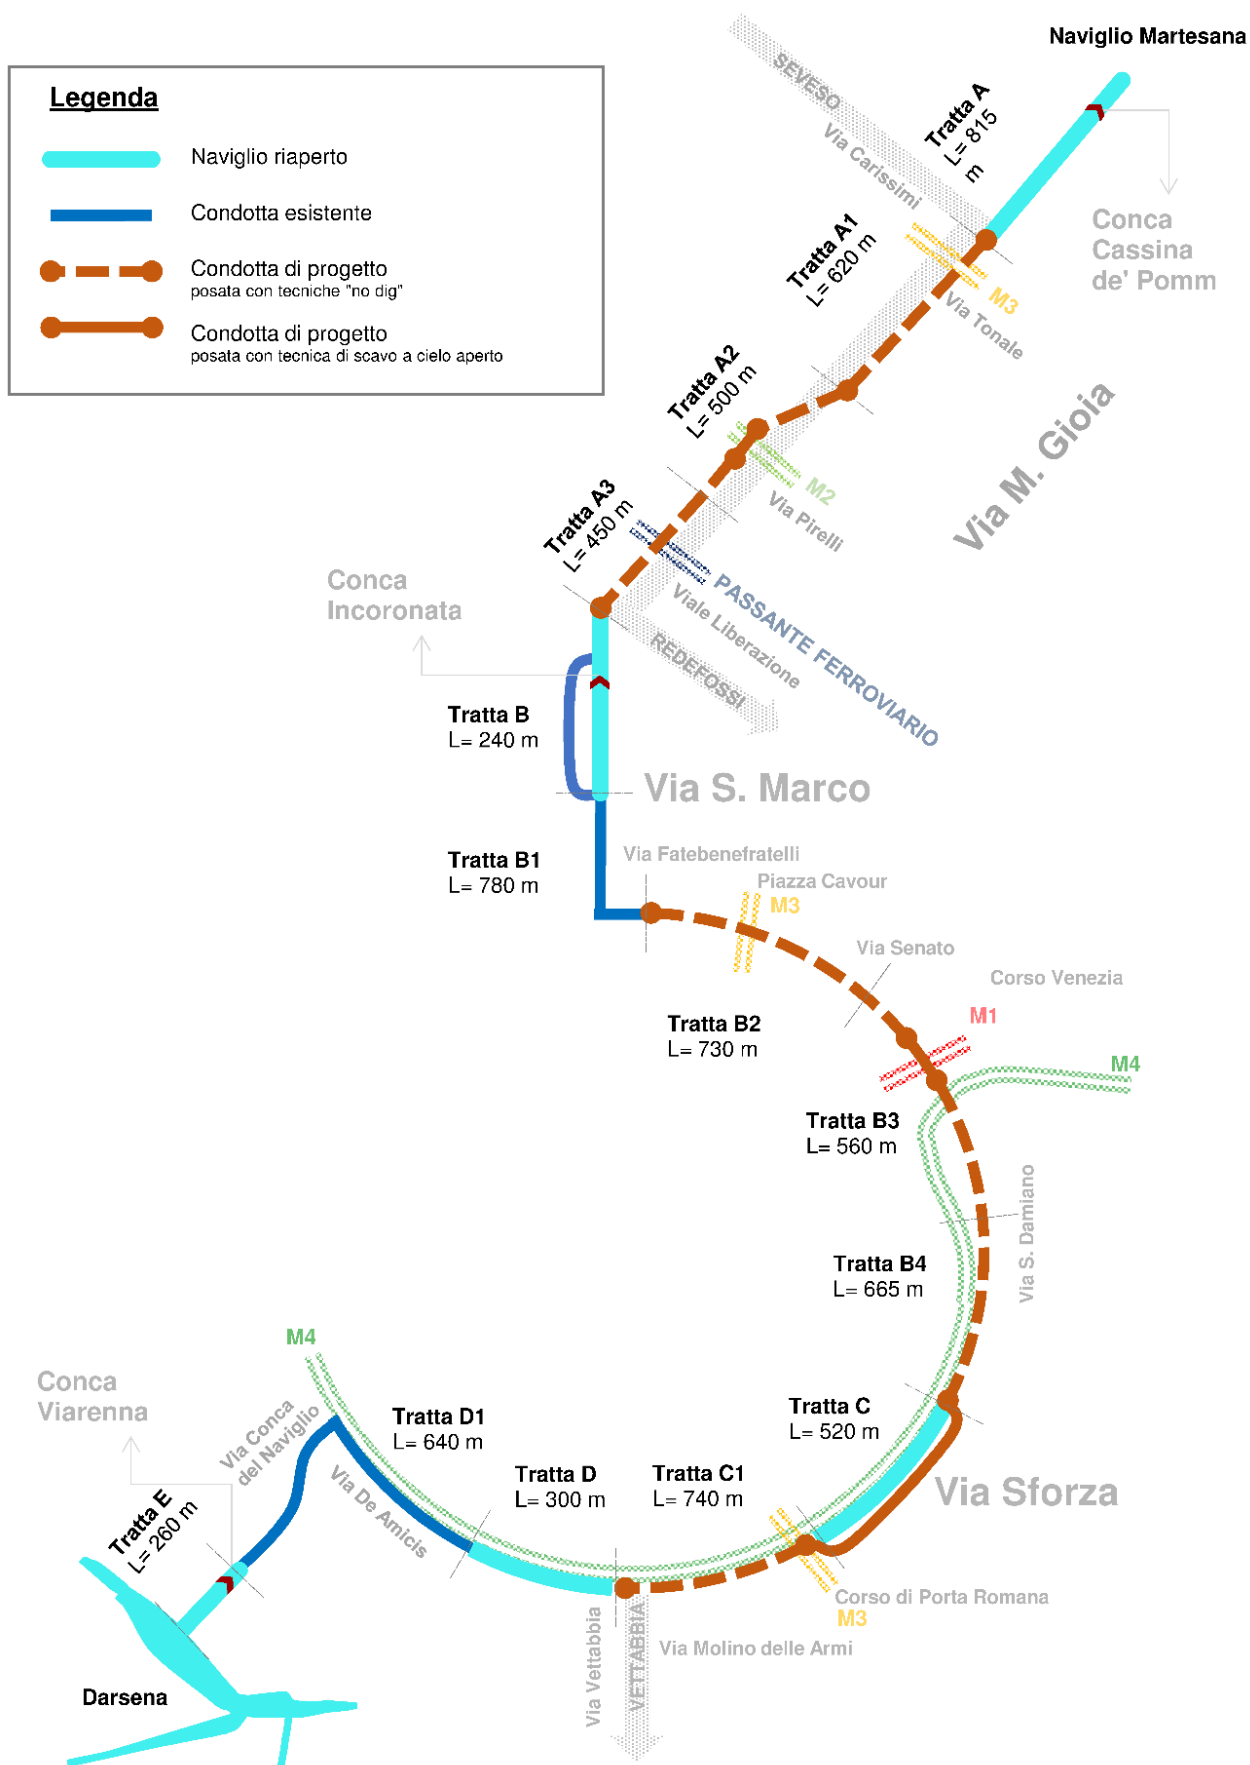 Naviglio Martesana
Legenda
Naviglio riaperto
Condotta esistente
Condotta di progetto
posata con tecniche "no dig"
Condotta di progetto
posata con tecnica di scavo a cielo aperto
SEVESO
Via Carissimi
Tratta A
L= 815
m
Conca
Cassina
de' Pomm
Tratta A1
L= 620 m
M3
Via Tonale
Tratta A2
L= 500 m
M2
Via Pirelli
Via M. Gioia
Tratta A3
L= 450 m
Conca
Incoronata
PASSANTE FERROVIARIO
Viale Liberazione
REDEFOSSI
Tratta B
L= 240 m
Via S. Marco
Tratta B1
L= 780 m
Via Fatebenefratelli
Piazza Cavour
M3
Via Senato
Corso Venezia
M1
Tratta B2
L= 730 m
M4
Tratta B3
L= 560 m
Via S. Damiano
Tratta B4
L= 665 m
M4
Conca
Viarenna
Via Conca
del Naviglio
Tratta D1
L= 640 m
Tratta C
L= 520 m
Tratta D
L= 300 m
Tratta C1
L= 740 m
Via Sforza
Via De Amicis
Tratta E
L= 260 m
Corso di Porta Romana
M3
Via Vettabbia
VETTABBIA
Via Molino delle Armi
Darsena